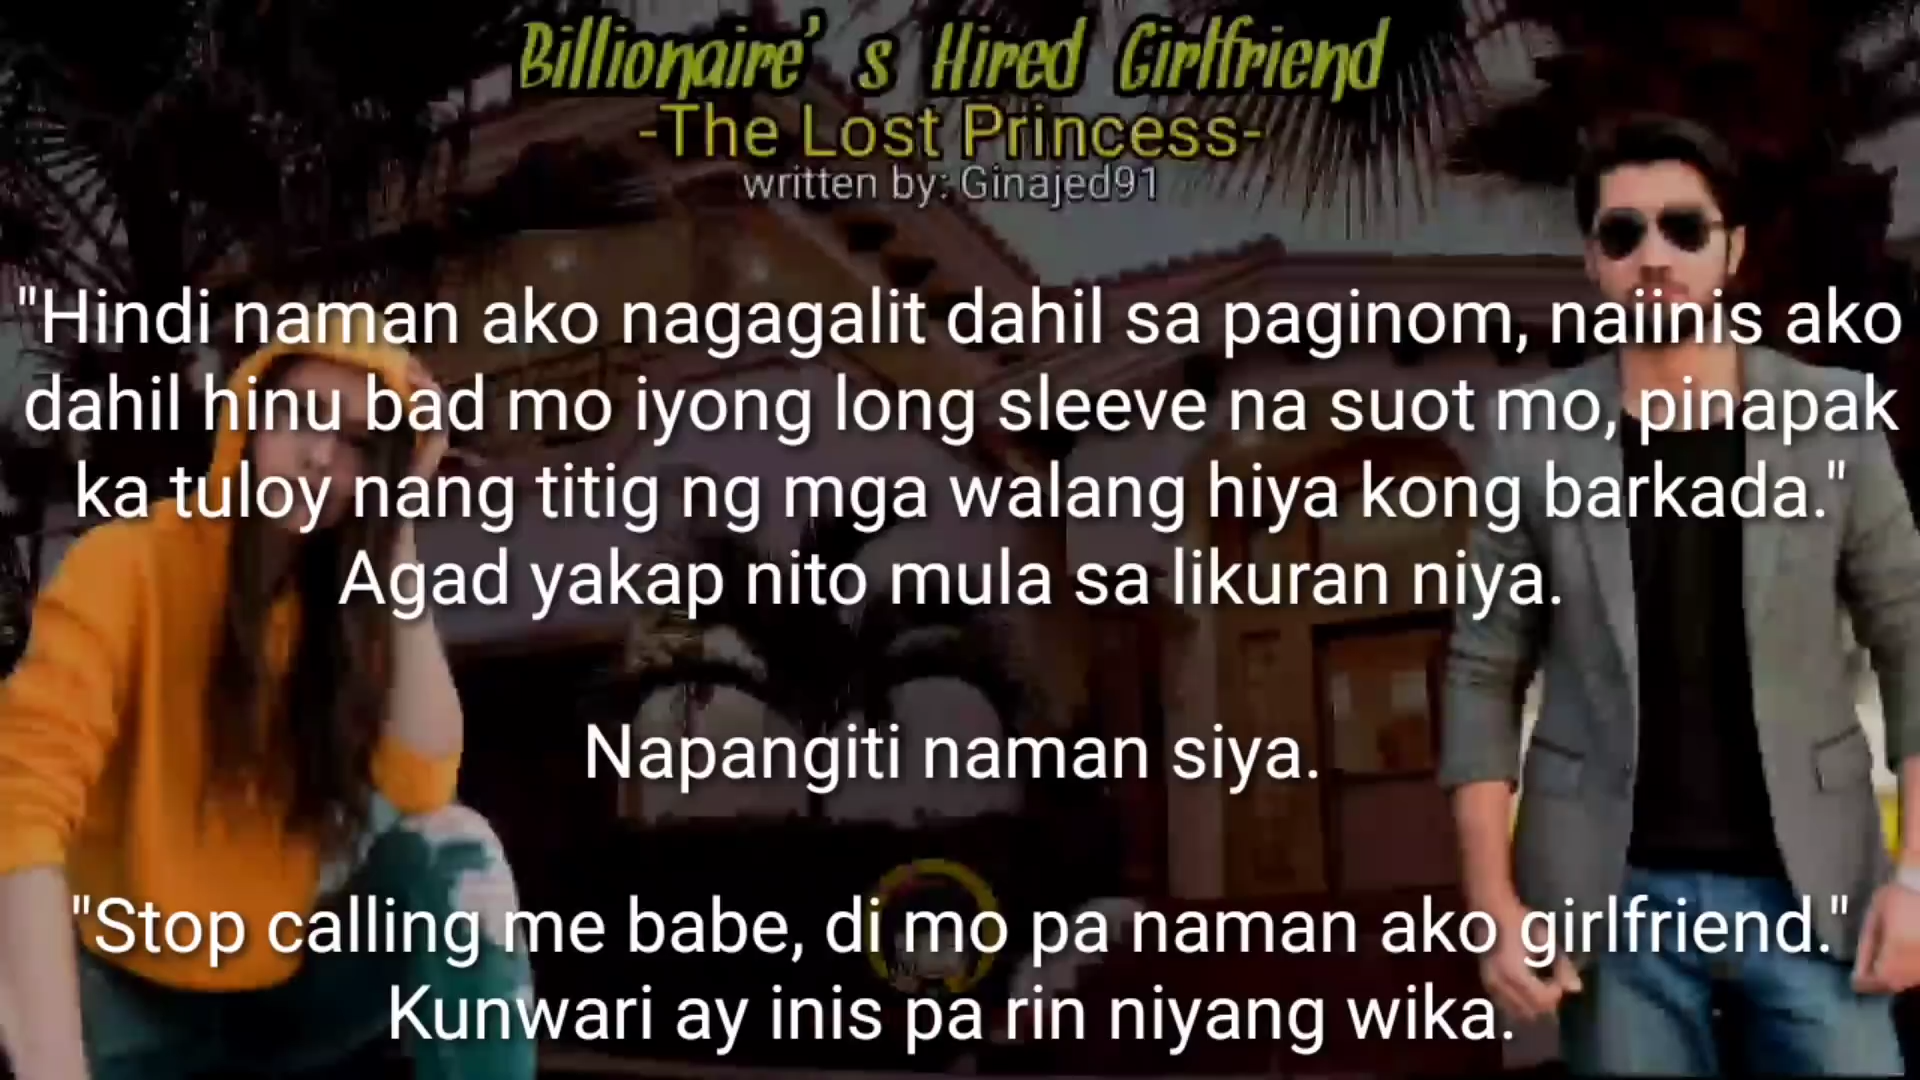 Billionaire's Hired Girlfriend
-The Lost Princess-
written by: Ginajed91
"Hindi naman ako nagagalit dahil sa paginom, naiinis ako
dahil hinu bad mo iyong long sleeve na suot mo, pinapak
ka tuloy nang titig ng mga walang hiya kong barkada."
Agad yakap nito mula sa likuran niya.
Napangiti naman siya.
"Stop calling me babe, di mo pa naman ako girlfriend."
Kunwari ay inis pa rin niyang wika.